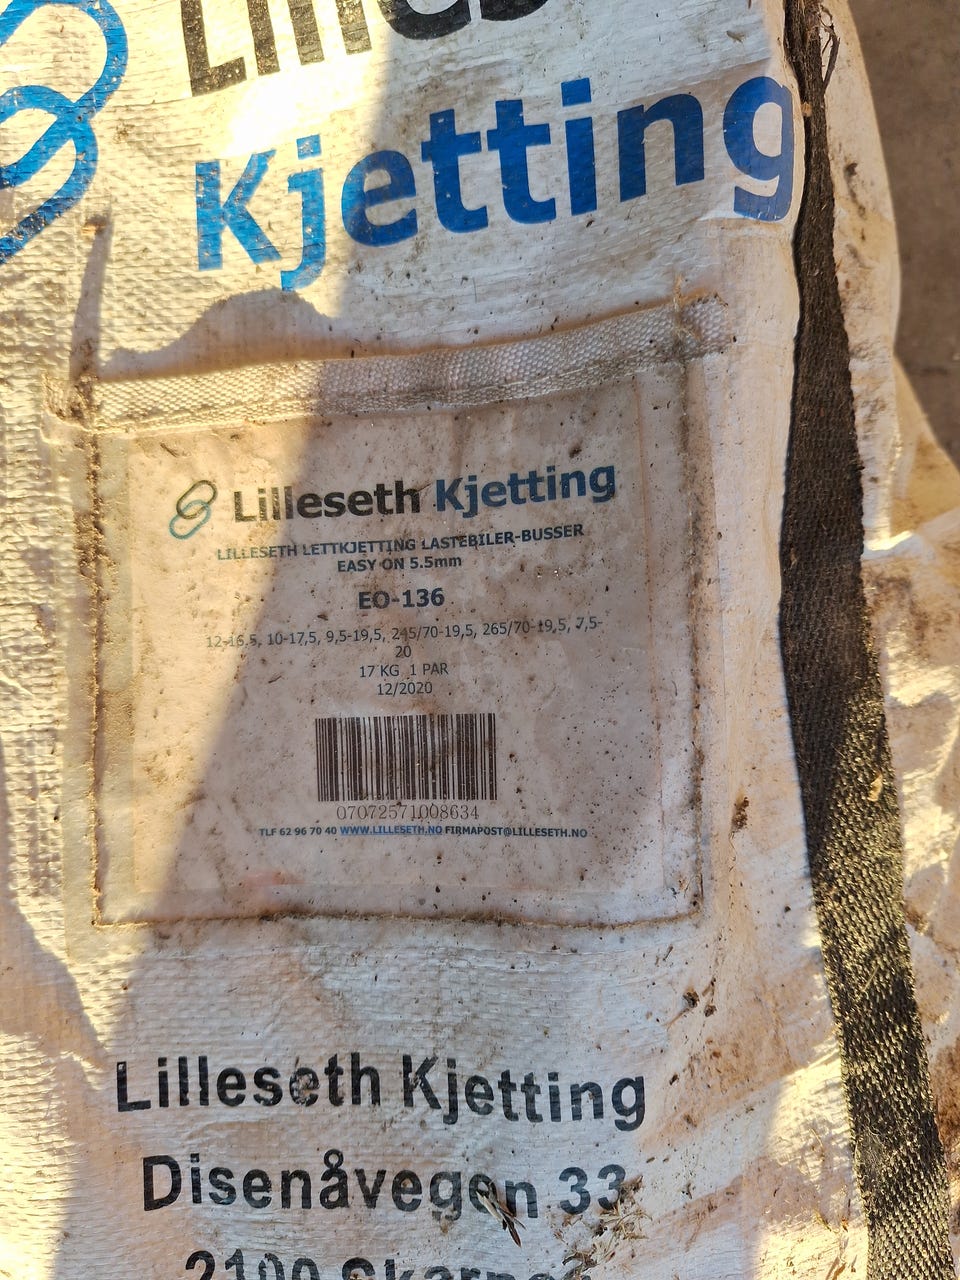 Kjetting
Lilleseth Kjetting
LILLESETH LETTKJETTING LASTEBILER-BUSSER
EASY ON 5.5mm
EO-136
12-16.5, 10-17,5, 9,5-19,5, 245/70-19,5, 265/70-19,5, 7,5-
20
17 KG 1 PAR
12/2020
07072571008634
TLF 62 96 70 40 WWW.LILLESETH.NO FIRMAPOST@LILLESETH.NO
Lilleseth Kjetting
Disenåvegen 33
2100 Skarnes